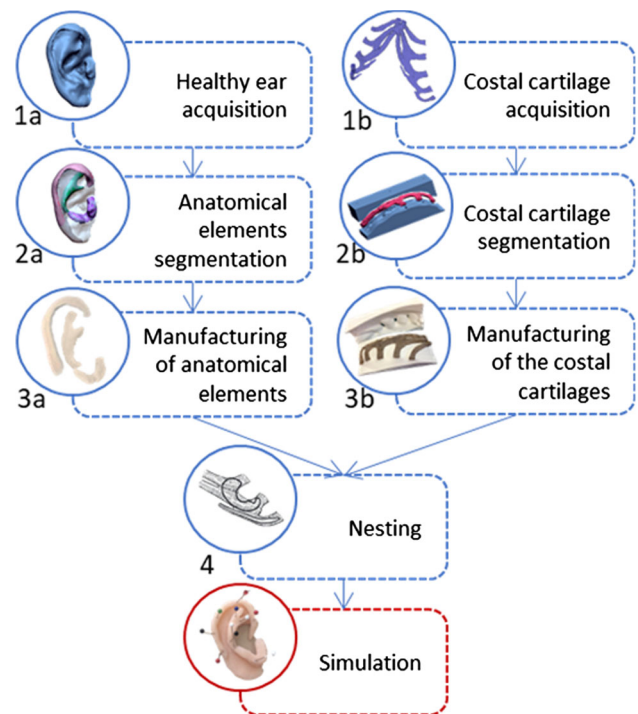 Healthy ear
acquisition
1a
Costal cartilage
acquisition
1b
Anatomical
elements
segmentation
2a
Costal cartilage
segmentation
2b
Manufacturing
of anatomical
elements
3a
Manufacturing
of the costal
cartilages
3b
Nesting
4
Simulation